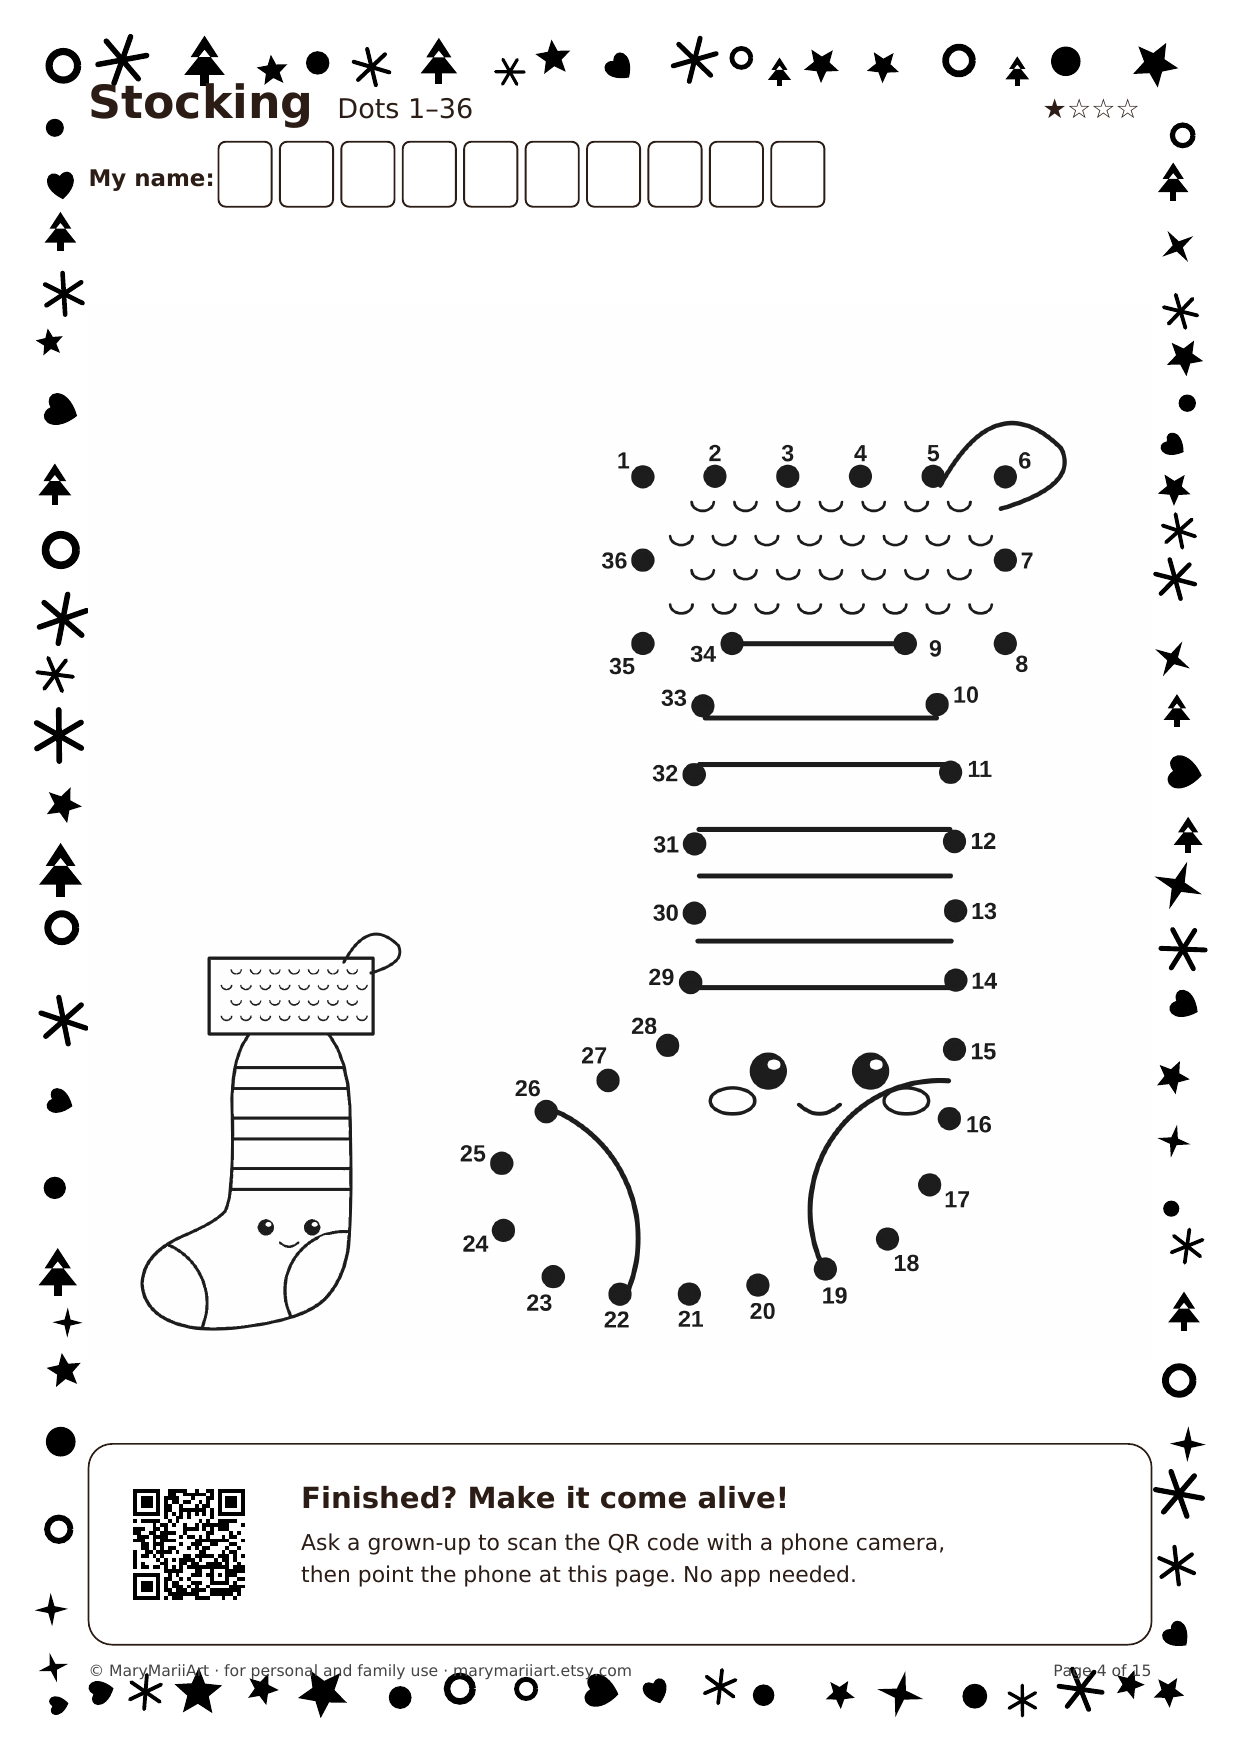 Stocking Dots 1–36 ★☆☆☆
My name:
1 2 3 4 5 6
36 7
35 34 9 8
33 10
32 11
31 12
30 13
29 14
28 15
27
26 16
25 17
24 18
23 22 21 20 19
Finished? Make it come alive!
Ask a grown-up to scan the QR code with a phone camera,
then point the phone at this page. No app needed.
© MaryMariiArt · for personal and family use · marymariiart.etsy.com Page 4 of 15